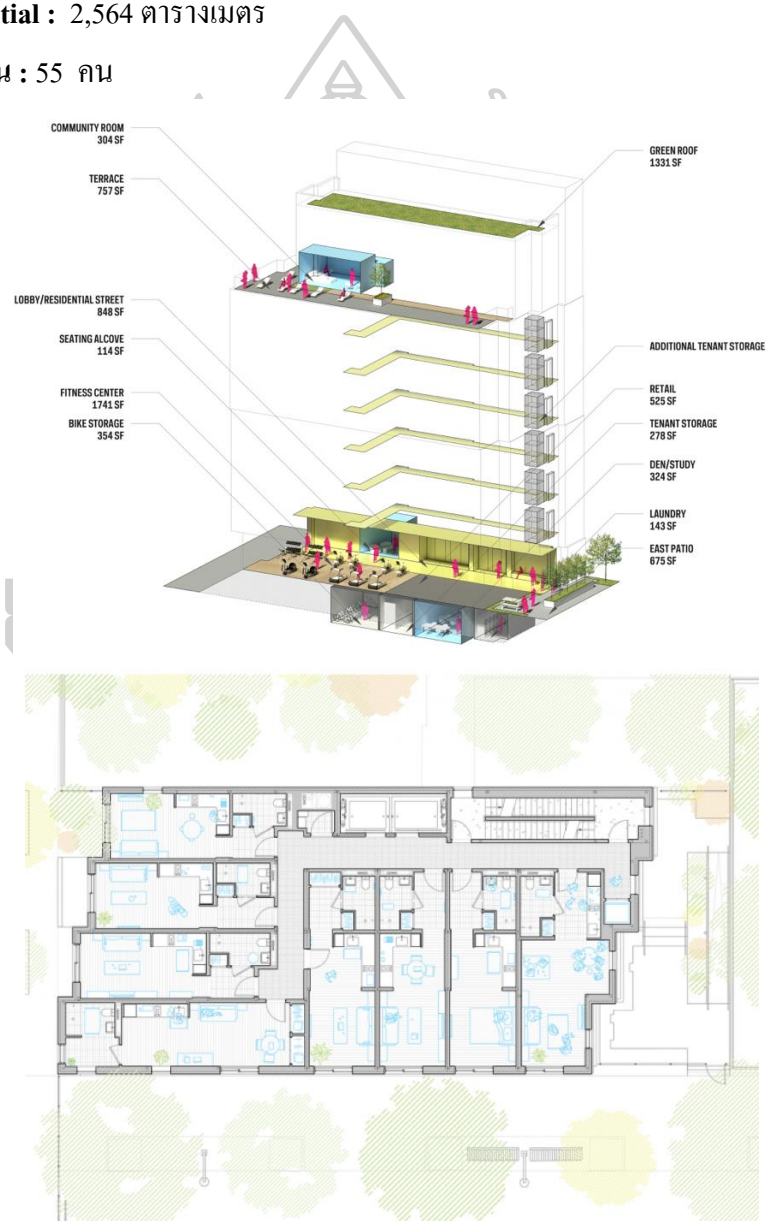 tial : 2,564 ตารางเมตร
น : 55 คน
COMMUNITY ROOM
304 SF
TERRACE
757 SF
LOBBY/RESIDENTIAL STREET
848 SF
SEATING ALCOVE
114 SF
FITNESS CENTER
1741 SF
BIKE STORAGE
354 SF
GREEN ROOF
1331 SF
ADDITIONAL TENANT STORAGE
RETAIL
525 SF
TENANT STORAGE
278 SF
DEN/STUDY
324 SF
LAUNDRY
143 SF
EAST PATIO
675 SF